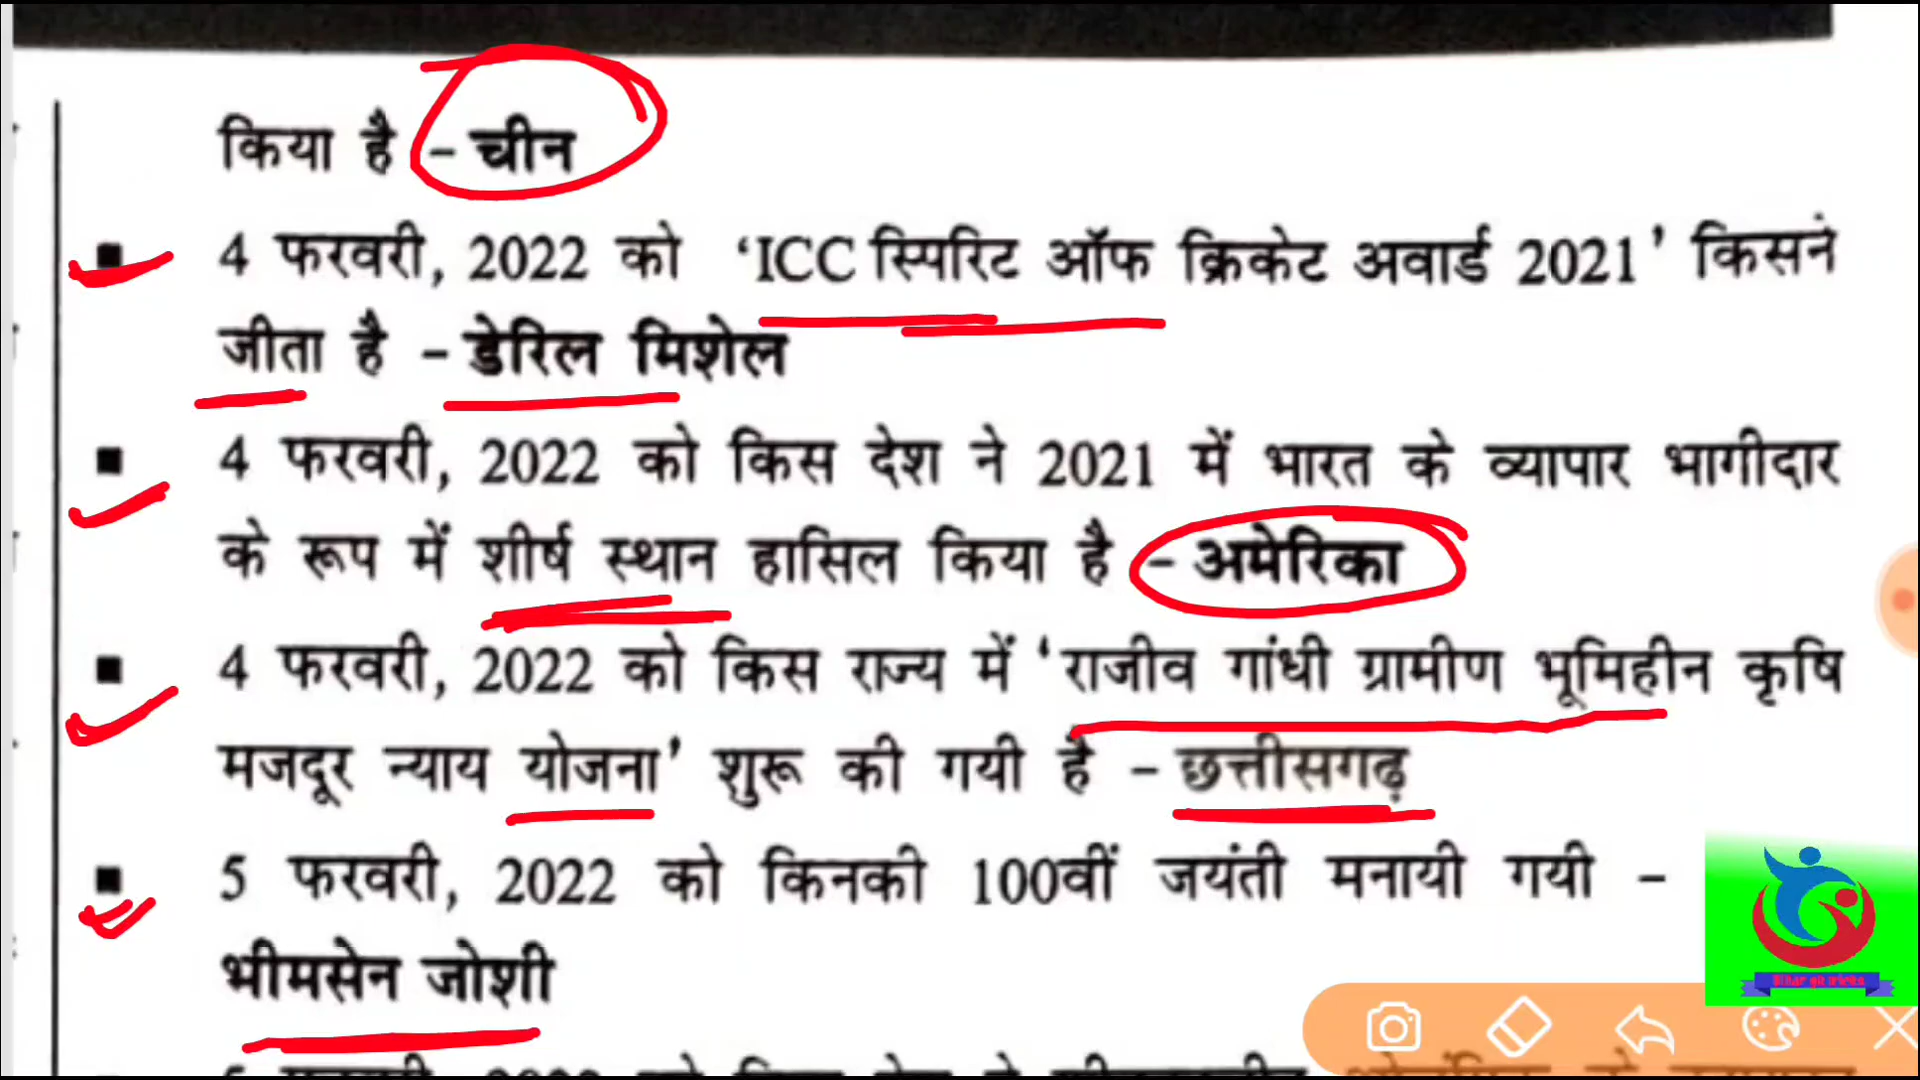 किया है - चीन
■ 4 फरवरी, 2022 को 'ICC स्पिरिट ऑफ क्रिकेट अवार्ड 2021' किसने
जीता है - डेरिल मिशेल
■ 4 फरवरी, 2022 को किस देश ने 2021 में भारत के व्यापार भागीदार
के रूप में शीर्ष स्थान हासिल किया है - अमेरिका
■ 4 फरवरी, 2022 को किस राज्य में 'राजीव गांधी ग्रामीण भूमिहीन कृषि
मजदूर न्याय योजना' शुरू की गयी है - छत्तीसगढ़
■ 5 फरवरी, 2022 को किनकी 100वीं जयंती मनायी गयी -
भीमसेन जोशी